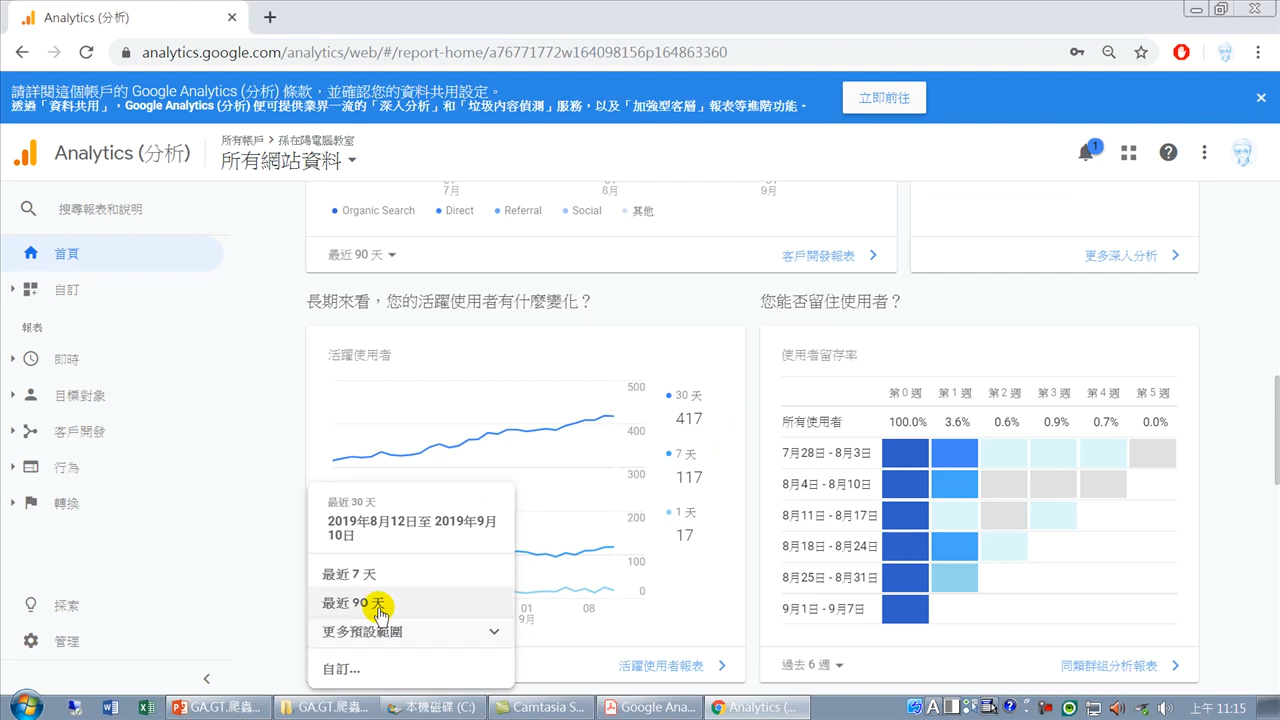 Analytics (分析)
analytics.google.com/analytics/web/#/report-home/a76771772w164098156p164863360
請詳閱這個帳戶的 Google Analytics (分析) 條款，並確認您的資料共用設定。
透過「資料共用」，Google Analytics (分析) 便可提供業界一流的「深入分析」和「垃圾內容偵測」服務，以及「加強型客層」報表等進階功能。
立即前往
Analytics (分析)
所有帳戶 > 孫在陽電腦教室
所有網站資料
1
搜尋報表和說明
首頁
自訂
報表
即時
目標對象
客戶開發
行為
轉換
探索
管理
7月
8月
9月
Organic Search
Direct
Referral
Social
其他
最近 90 天
客戶開發報表
更多深入分析
長期來看，您的活躍使用者有什麼變化？
活躍使用者
500
400
300
200
100
0
30 天
417
7 天
117
1 天
17
01
9月
08
活躍使用者報表
最近 30 天
2019年8月12日至 2019年9月
10日
最近 7 天
最近 90 天
更多預設範圍
自訂...
您能否留住使用者？
使用者留存率
第 0 週 第 1 週 第 2 週 第 3 週 第 4 週 第 5 週
所有使用者 100.0% 3.6% 0.6% 0.9% 0.7% 0.0%
7月28日 - 8月3日
8月4日 - 8月10日
8月11日 - 8月17日
8月18日 - 8月24日
8月25日 - 8月31日
9月1日 - 9月7日
過去 6 週
同類群組分析報表
GA.GT.爬蟲...
GA.GT.爬蟲...
本機磁碟 (C:)
Camtasia S...
Google Ana...
Analytics (...
上午 11:15